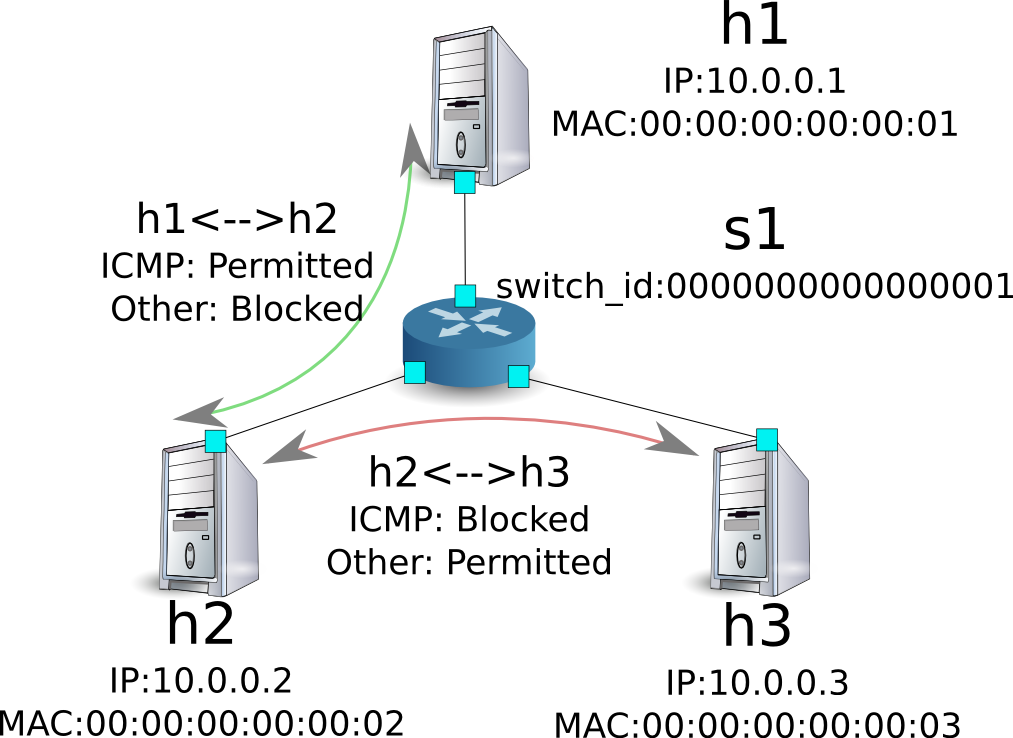 h1
IP:10.0.0.1
MAC:00:00:00:00:00:01
h1<-->h2
ICMP: Permitted
Other: Blocked
s1
switch_id:0000000000000001
h2<-->h3
ICMP: Blocked
Other: Permitted
h2
IP:10.0.0.2
MAC:00:00:00:00:00:02
h3
IP:10.0.0.3
MAC:00:00:00:00:00:03